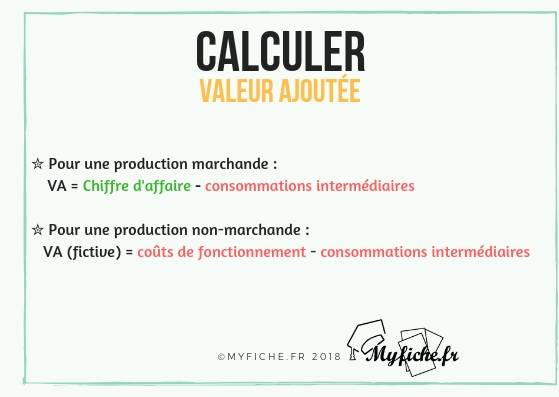 CALCULER
VALEUR AJOUTÉE
☆ Pour une production marchande :
VA = Chiffre d'affaire - consommations intermédiaires
☆ Pour une production non-marchande :
VA (fictive) = coûts de fonctionnement - consommations intermédiaires
©MYFICHE.FR 2018 Myfiche.fr